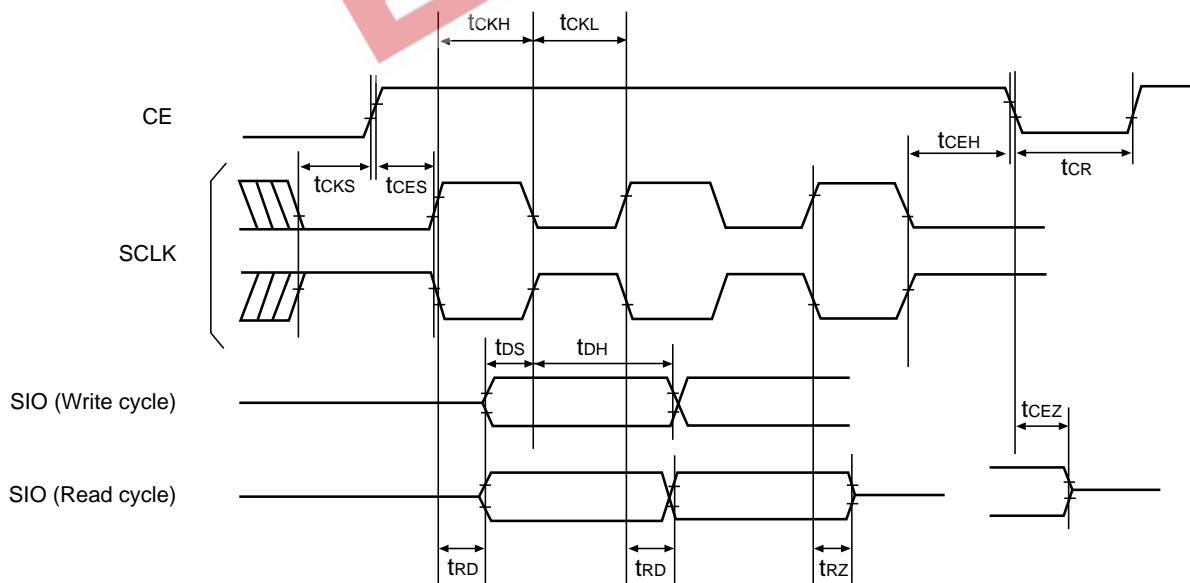 tCKH
tCKL
CE
tCEH
tCKS
tCES
tCR
SCLK
tDS
tDH
SIO (Write cycle)
tCEZ
SIO (Read cycle)
tRD
tRD
tRZ